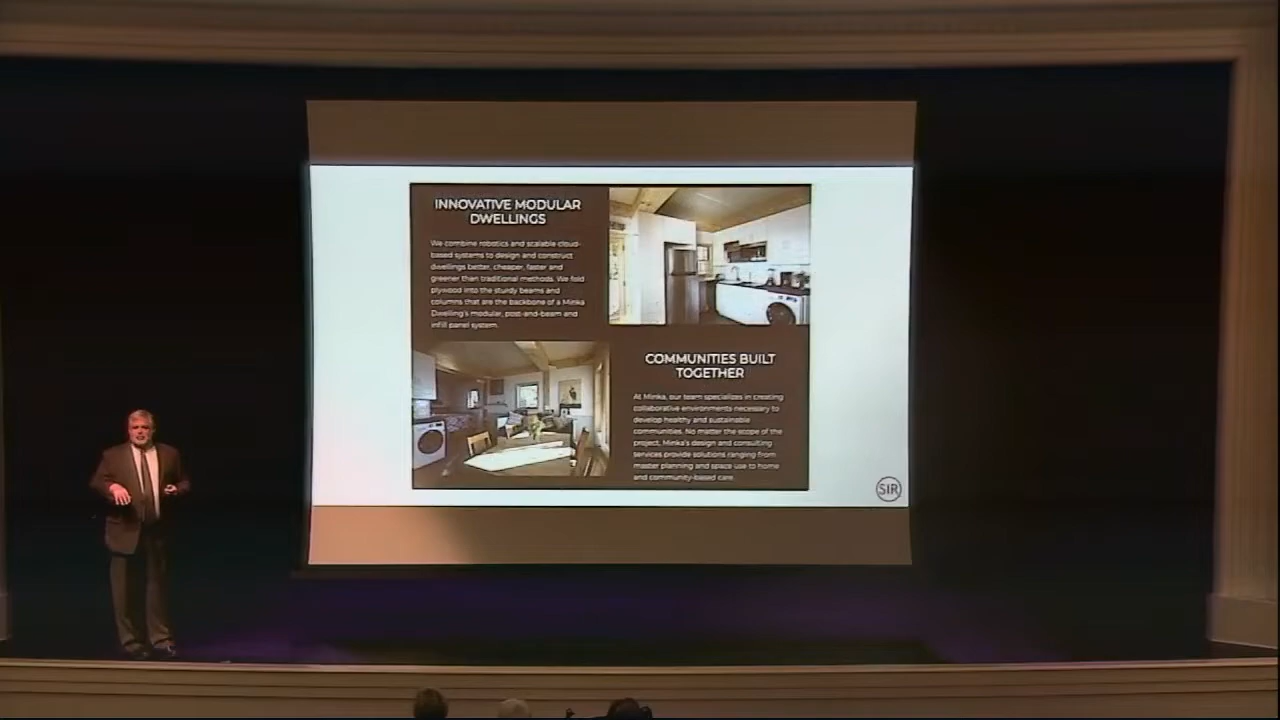 INNOVATIVE MODULAR
DWELLINGS
We combine robotics and scalable cloud-
based systems to design and construct
dwellings better, cheaper, faster and
greener than traditional methods. We fold
plywood into the sturdy beams and
columns that are the backbone of a Minka
Dwelling's modular, post-and-beam and
infill panel system.
COMMUNITIES BUILT
TOGETHER
At Minka, our team specializes in creating
collaborative environments necessary to
develop healthy and sustainable
communities. No matter the scope of the
project, Minka's design and consulting
services provide solutions ranging from
master planning and space use to home
and community-based care.
SIR